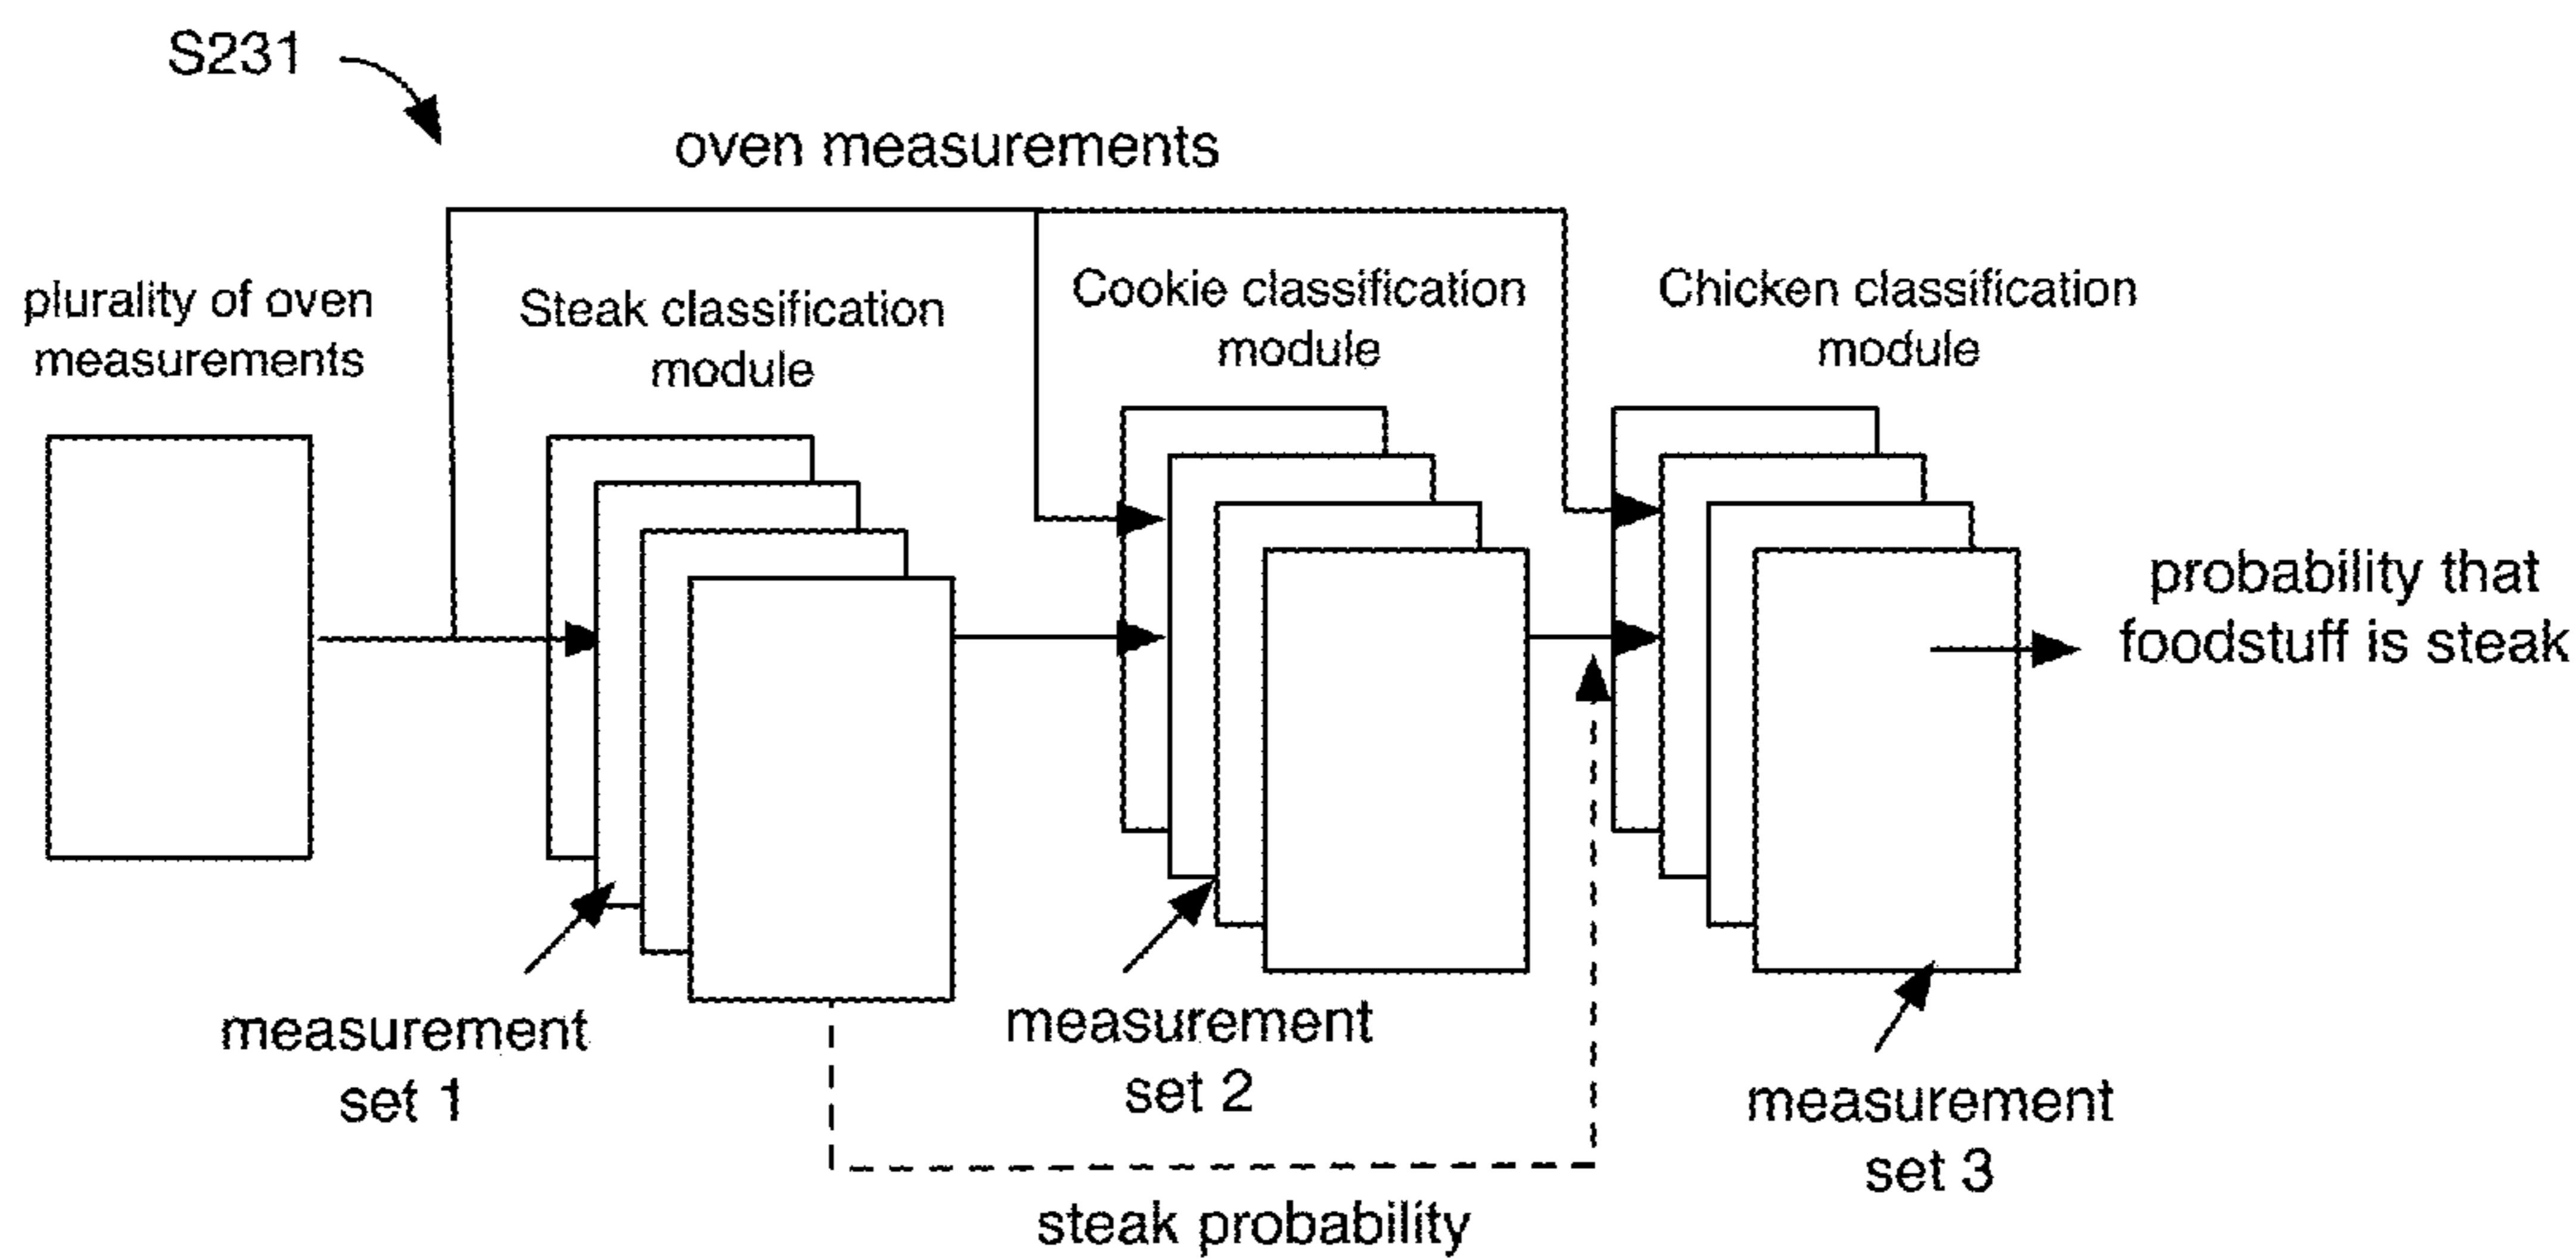 S231
oven measurements
plurality of oven
measurements
Steak classification
module
Cookie classification
module
Chicken classification
module
probability that
foodstuff is steak
measurement
set 1
measurement
set 2
measurement
set 3
steak probability